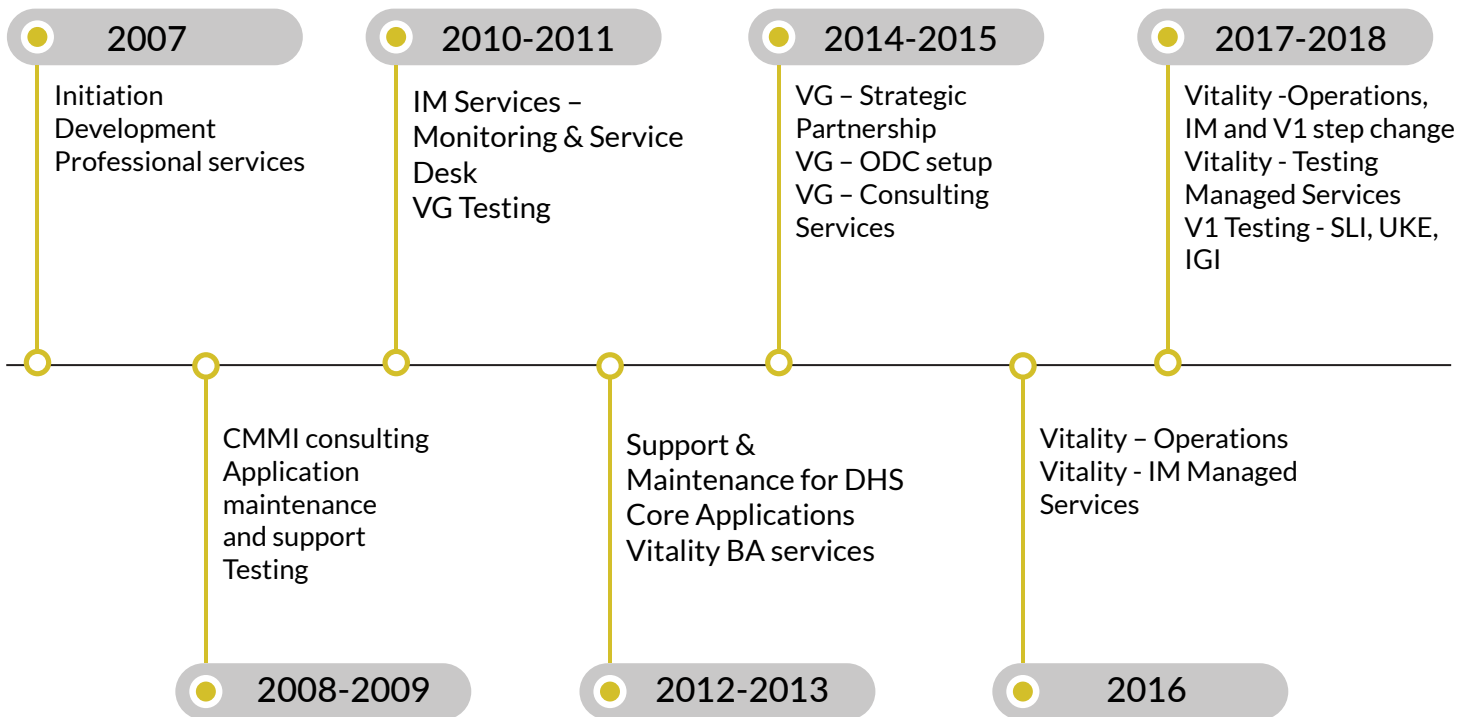 2007
Initiation
Development
Professional services
2010-2011
IM Services –
Monitoring & Service
Desk
VG Testing
2014-2015
VG – Strategic
Partnership
VG – ODC setup
VG – Consulting
Services
2017-2018
Vitality -Operations,
IM and V1 step change
Vitality - Testing
Managed Services
V1 Testing - SLI, UKE,
IGI
CMMI consulting
Application
maintenance
and support
Testing
2008-2009
Support &
Maintenance for DHS
Core Applications
Vitality BA services
2012-2013
Vitality – Operations
Vitality - IM Managed
Services
2016